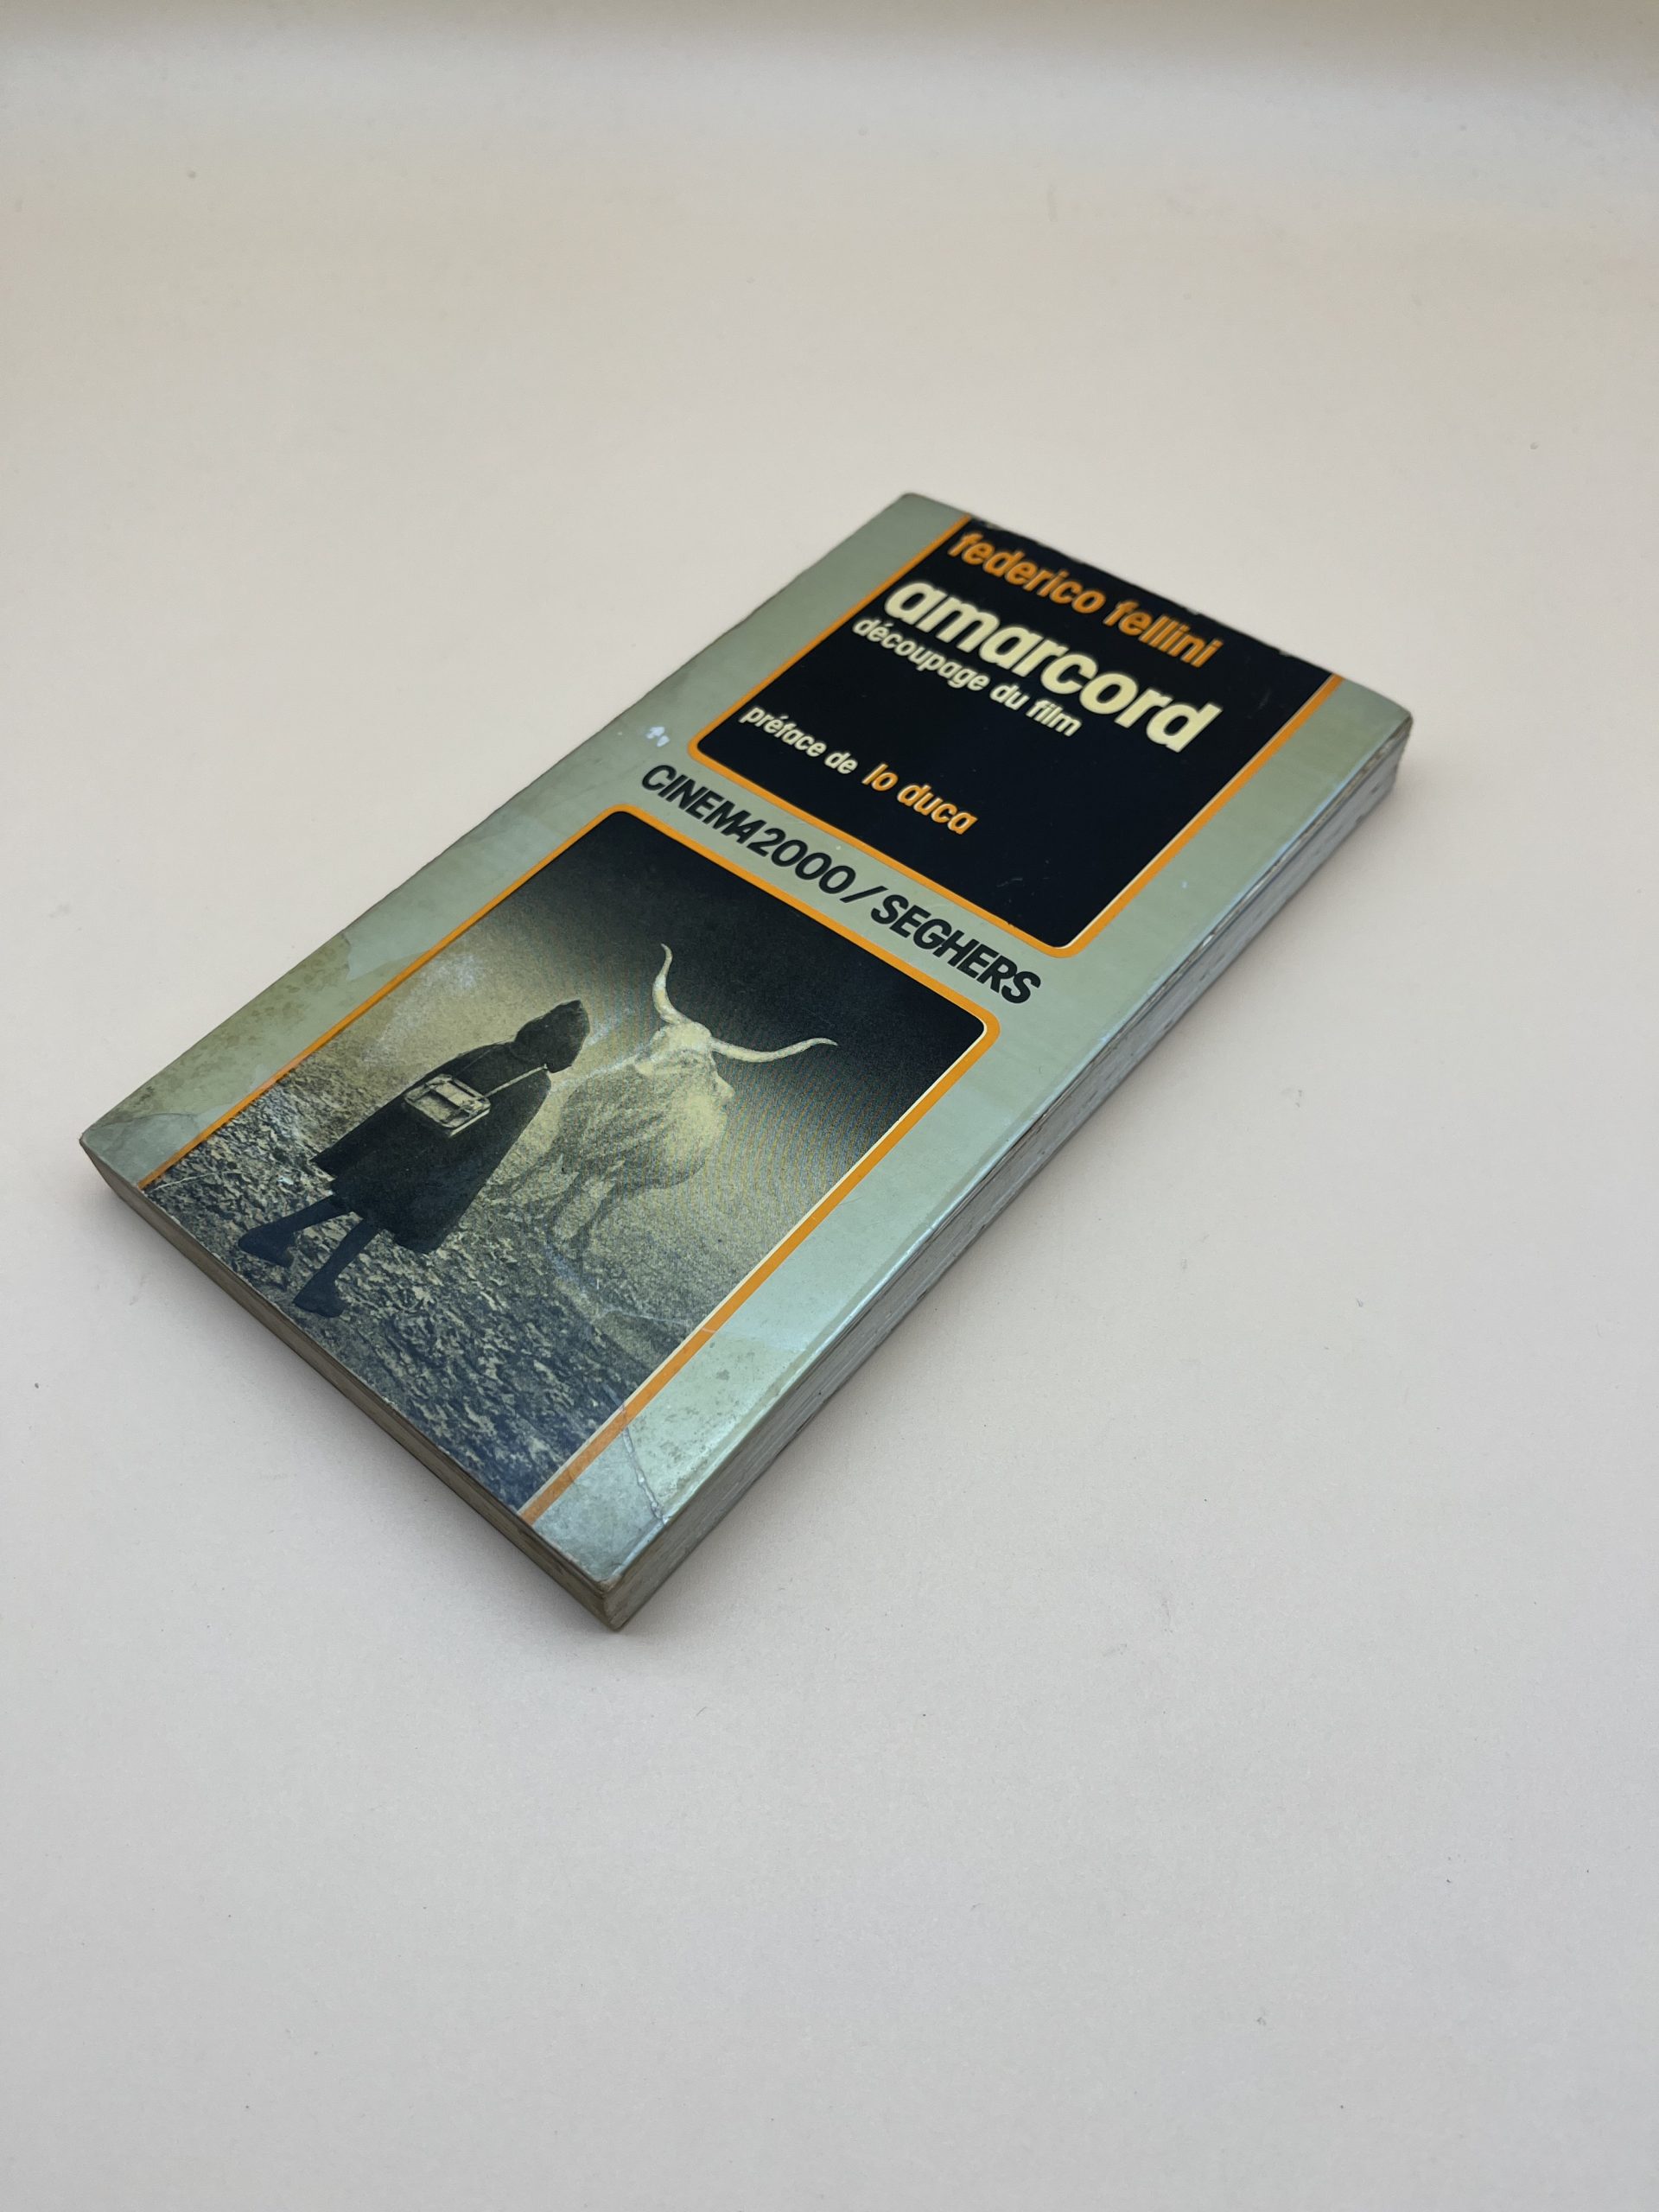 federico fellini
amarcord
découpage du film
préface de lo duca
CINEMA2000/SEGHERS